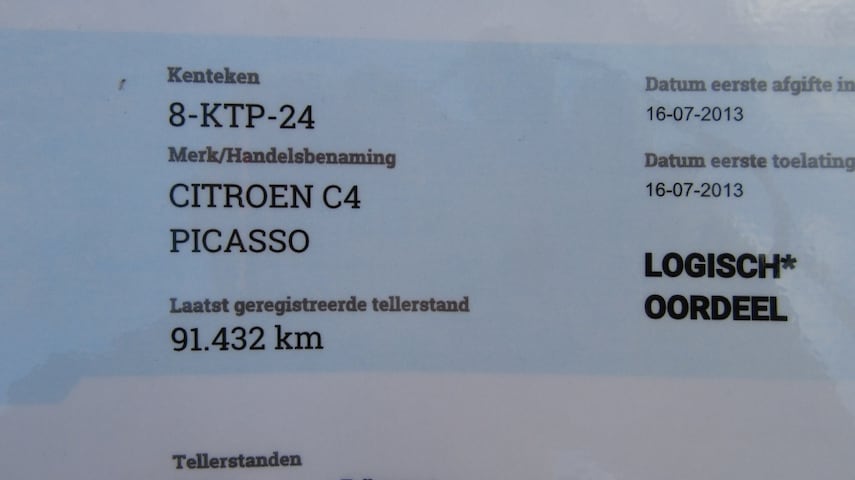 Kenteken
8-KTP-24
Merk/Handelsbenaming
CITROEN C4
PICASSO
Laatst geregistreerde tellerstand
91.432 km
Datum eerste afgifte in
16-07-2013
Datum eerste toelating
16-07-2013
LOGISCH*
OORDEEL
Tellerstanden